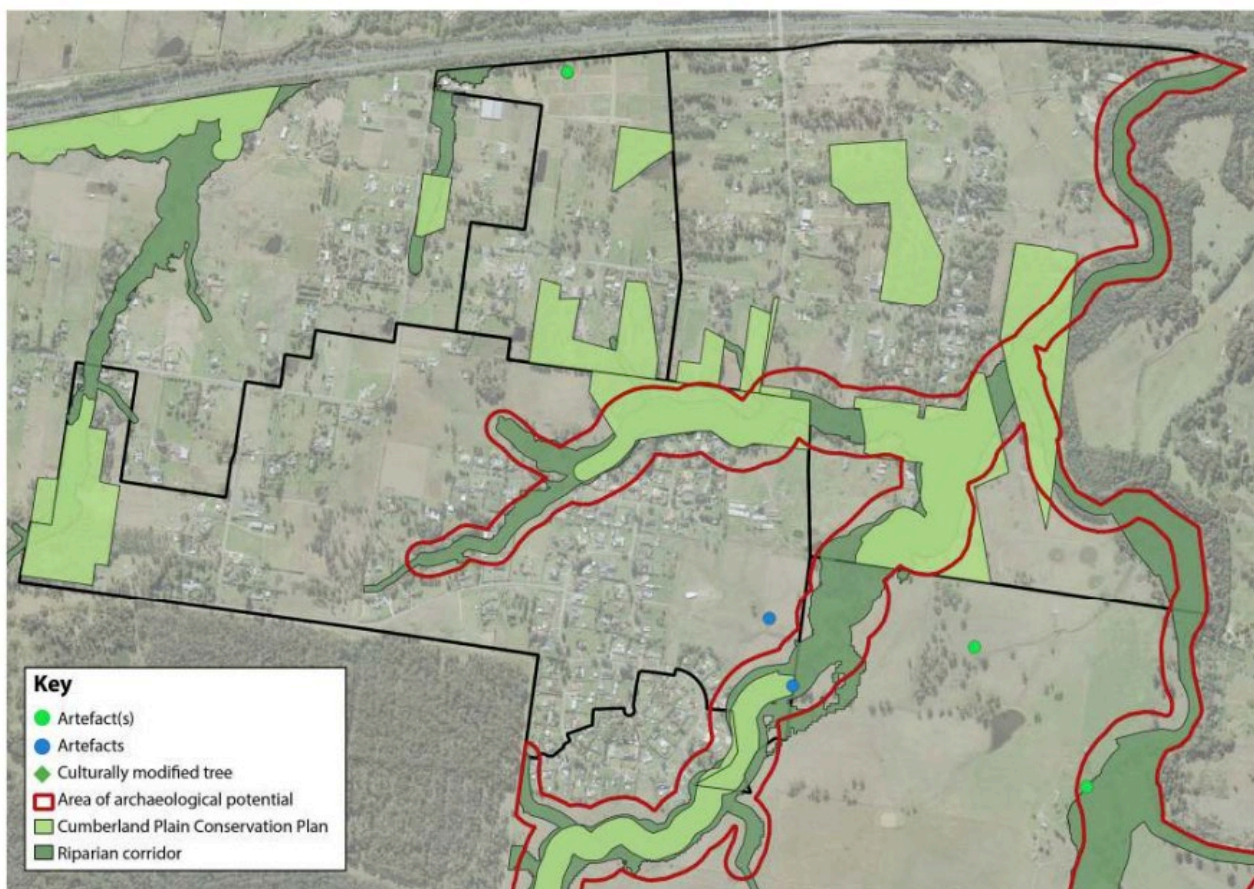 Key
Artefact(s)
Artefacts
Culturally modified tree
Area of archaeological potential
Cumberland Plain Conservation Plan
Riparian corridor